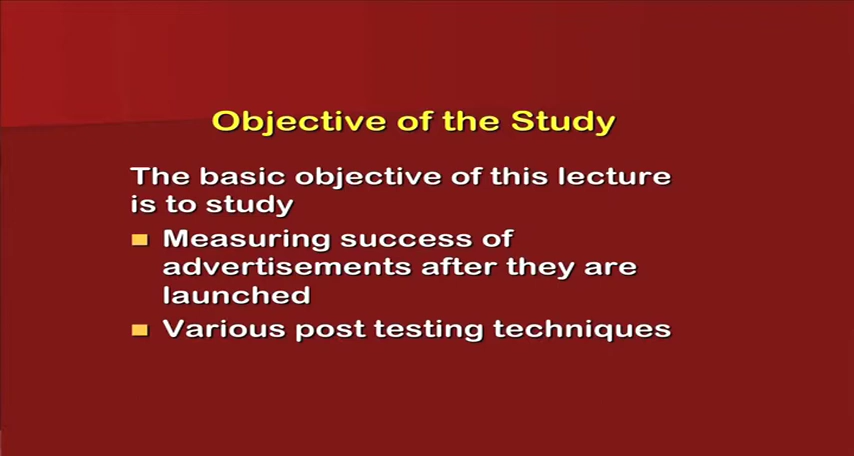 Objective of the Study
The basic objective of this lecture
is to study
Measuring success of
advertisements after they are
launched
Various post testing techniques